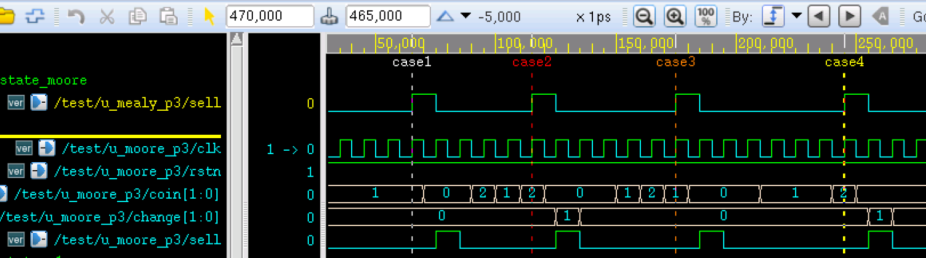 470,000 465,000 -5,000 x 1ps 100 % By: Go
50,000 100,000 150,000 200,000 250,000
case1 case2 case3 case4
state_moore
ver /test/u_mealy_p3/sell 0
ver /test/u_moore_p3/clk 1 -> 0
ver /test/u_moore_p3/rstn 1
/test/u_moore_p3/coin[1:0] 0 1 0 2 1 2 0 1 2 1 0 1 2
/test/u_moore_p3/change[1:0] 0 0 1 0 1
ver /test/u_moore_p3/sell 0